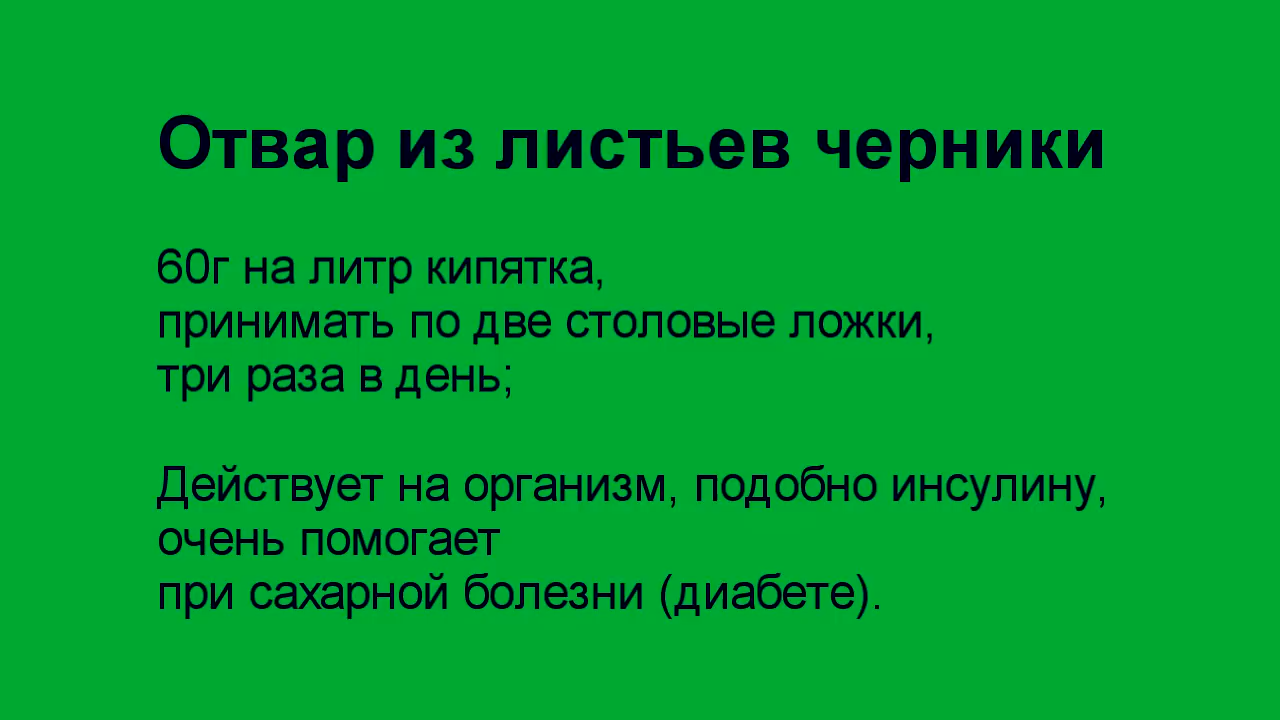 Отвар из листьев черники
60г на литр кипятка,
принимать по две столовые ложки,
три раза в день;
Действует на организм, подобно инсулину,
очень помогает
при сахарной болезни (диабете).